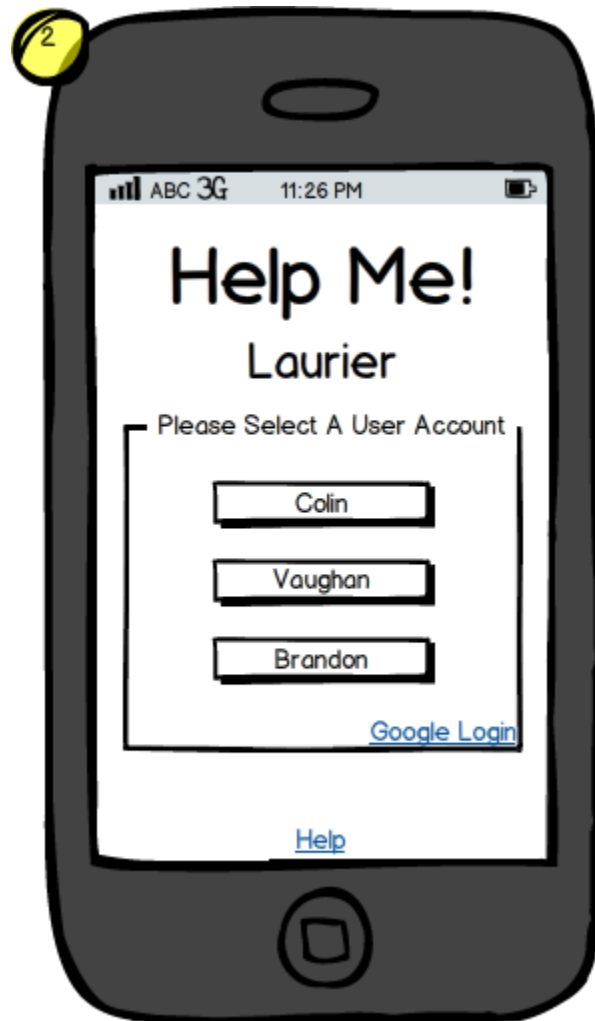 2
ABC 3G 11:26 PM
Help Me!
Laurier
Please Select A User Account
Colin
Vaughan
Brandon
Google Login
Help